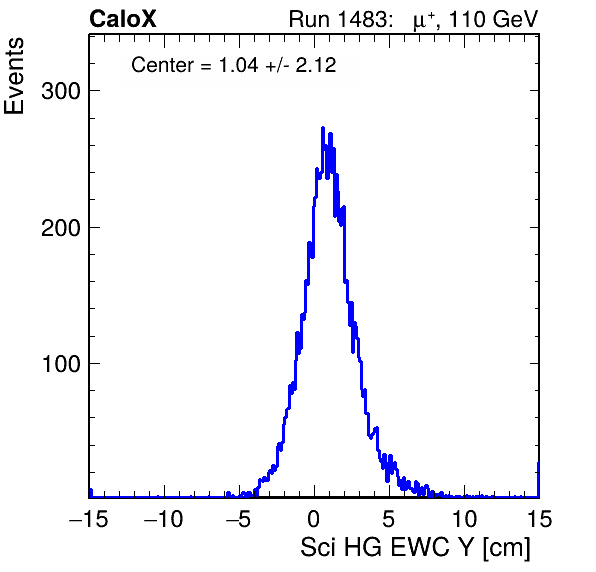 CaloX Run 1483: μ⁺, 110 GeV
Center = 1.04 +/- 2.12
Events
300
200
100
−15 −10 −5 0 5 10 15
Sci HG EWC Y [cm]